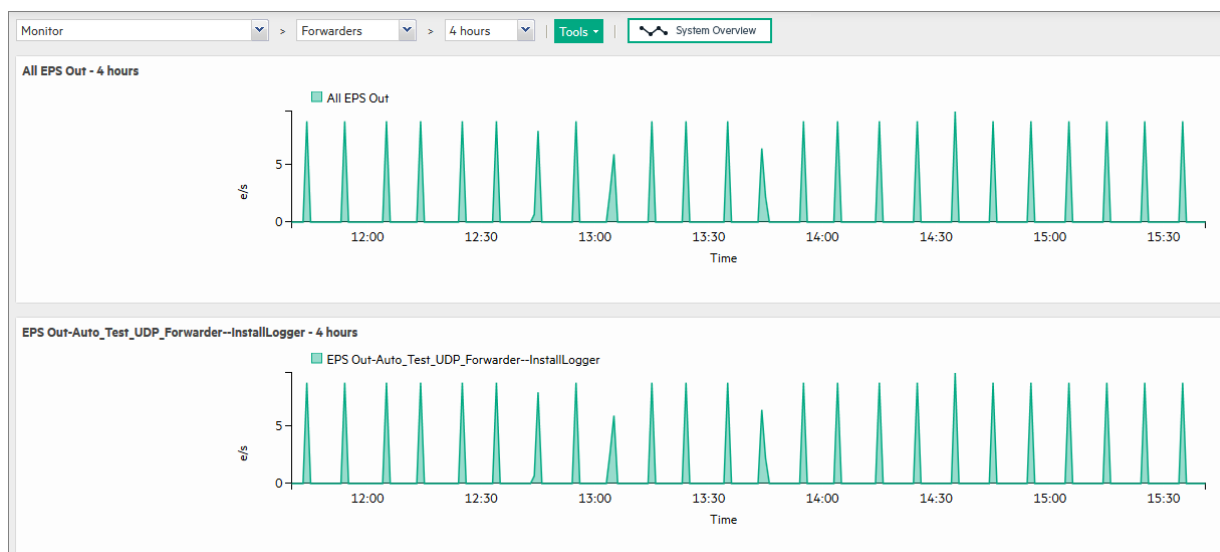 Monitor > Forwarders > 4 hours Tools System Overview
All EPS Out - 4 hours
All EPS Out
5
e/s
0
12:00 12:30 13:00 13:30 14:00 14:30 15:00 15:30
Time
EPS Out-Auto_Test_UDP_Forwarder--InstallLogger - 4 hours
EPS Out-Auto_Test_UDP_Forwarder--InstallLogger
5
e/s
0
12:00 12:30 13:00 13:30 14:00 14:30 15:00 15:30
Time